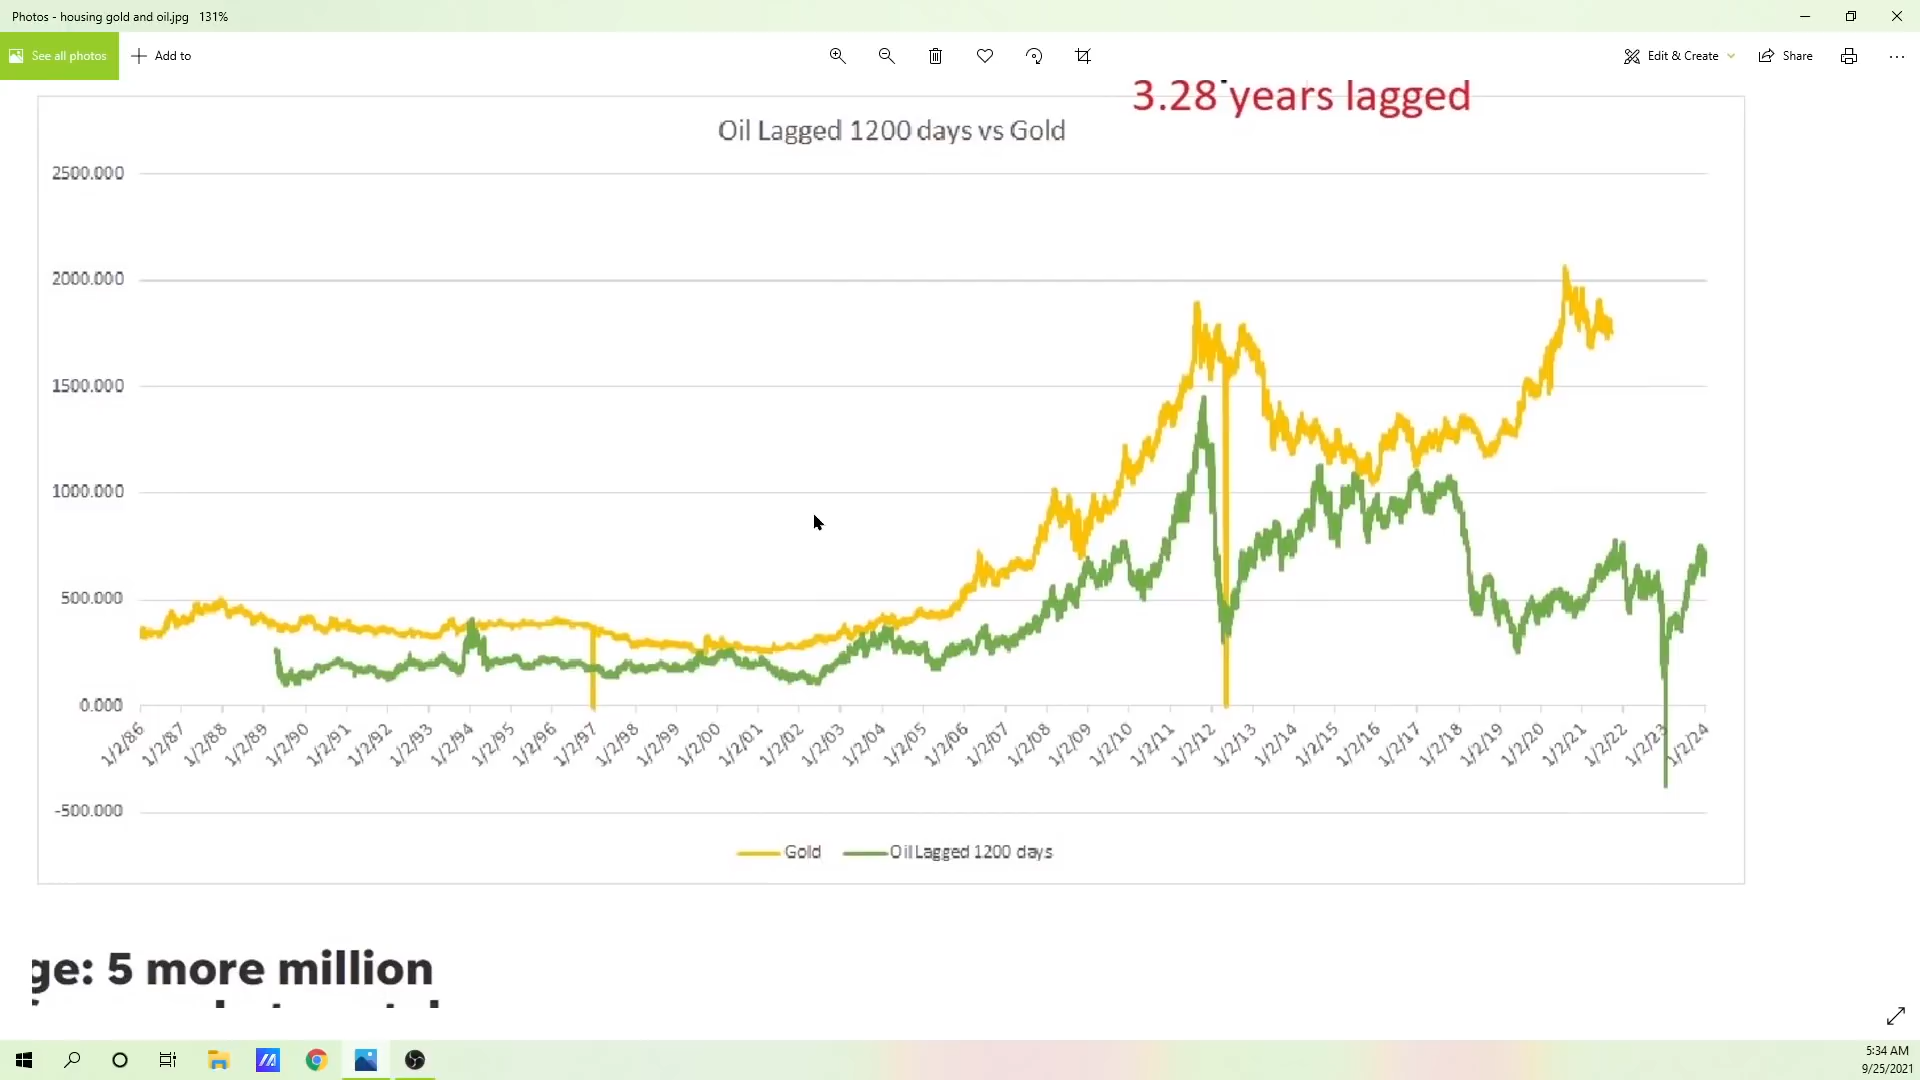 Photos - housing gold and oil.jpg 131%
See all photos
Add to
Edit & Create
Share
3.28 years lagged
Oil Lagged 1200 days vs Gold
2500.000
2000.000
1500.000
1000.000
500.000
0.000
-500.000
1/2/86 1/2/87 1/2/88 1/2/89 1/2/90 1/2/91 1/2/92 1/2/93 1/2/94 1/2/95 1/2/96 1/2/97 1/2/98 1/2/99 1/2/00 1/2/01 1/2/02 1/2/03 1/2/04 1/2/05 1/2/06 1/2/07 1/2/08 1/2/09 1/2/10 1/2/11 1/2/12 1/2/13 1/2/14 1/2/15 1/2/16 1/2/17 1/2/18 1/2/19 1/2/20 1/2/21 1/2/22 1/2/23 1/2/24
Gold Oil Lagged 1200 days
ge: 5 more million
5:34 AM
9/25/2021